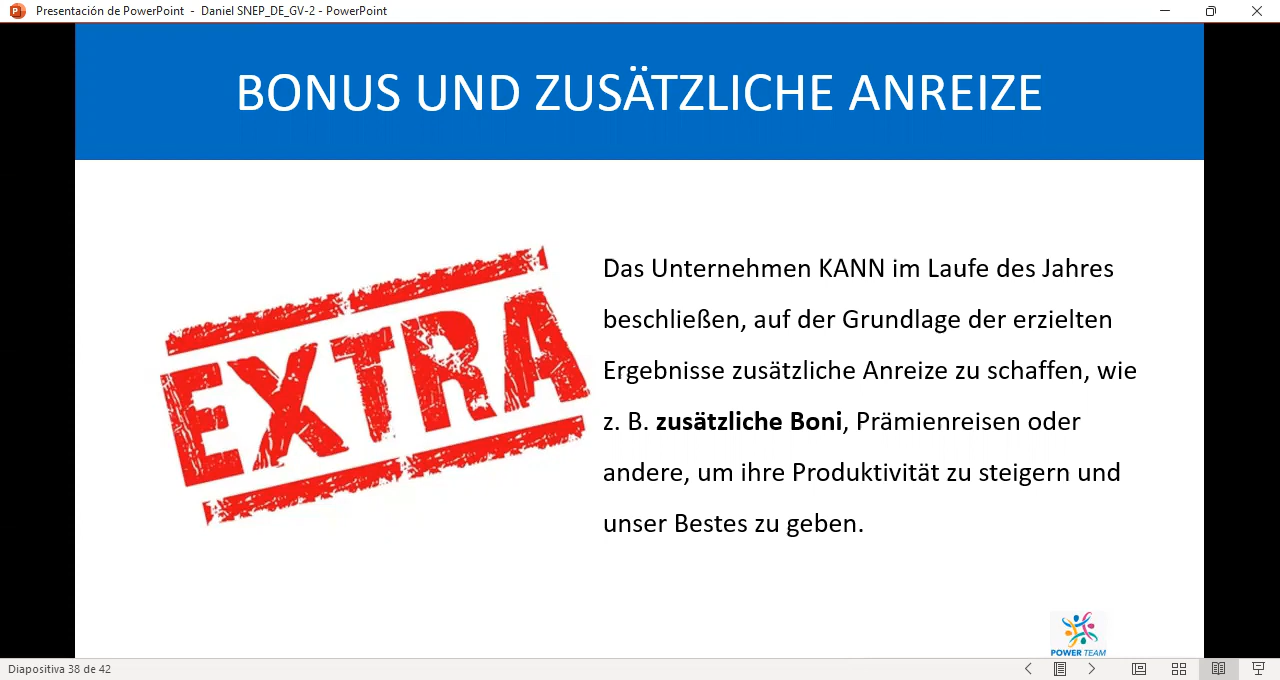 Presentación de PowerPoint - Daniel SNEP_DE_GV-2 - PowerPoint
BONUS UND ZUSÄTZLICHE ANREIZE
EXTRA
Das Unternehmen KANN im Laufe des Jahres
beschließen, auf der Grundlage der erzielten
Ergebnisse zusätzliche Anreize zu schaffen, wie
z. B. zusätzliche Boni, Prämienreisen oder
andere, um ihre Produktivität zu steigern und
unser Bestes zu geben.
POWER TEAM
Diapositiva 38 de 42